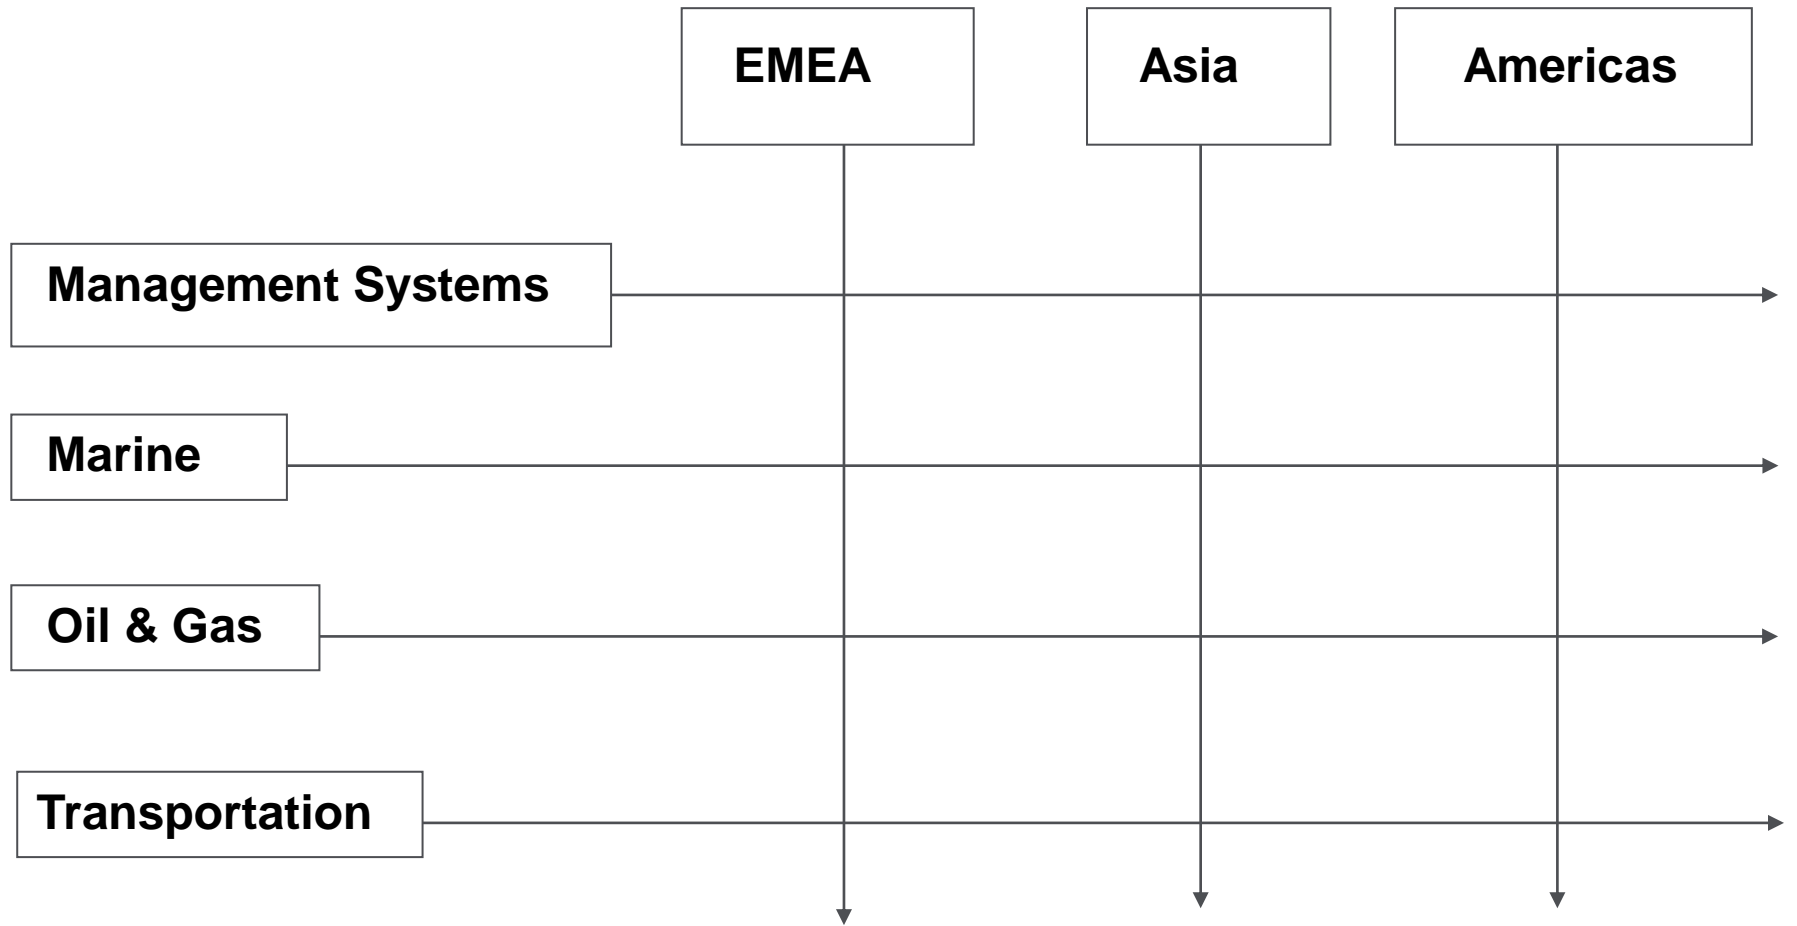 EMEA
Asia
Americas
Management Systems
Marine
Oil & Gas
Transportation